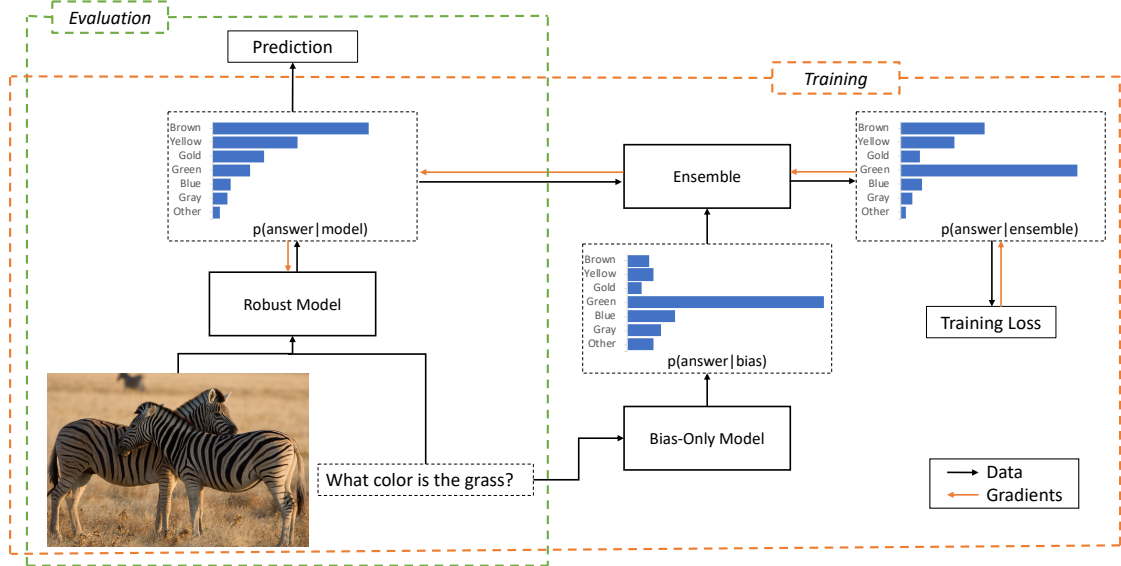 Evaluation
Prediction
Training
Brown
Yellow
Gold
Green
Blue
Gray
Other
p(answer|model)
Ensemble
Brown
Yellow
Gold
Green
Blue
Gray
Other
p(answer|ensemble)
Brown
Yellow
Gold
Green
Blue
Gray
Other
p(answer|bias)
Robust Model
Training Loss
Bias-Only Model
What color is the grass?
Data
Gradients